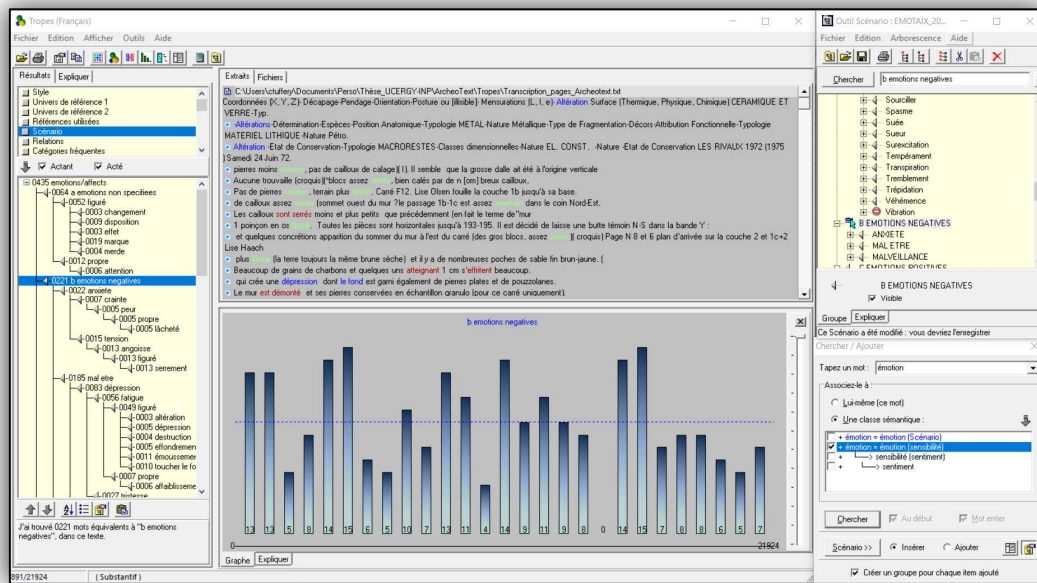 Tropes (Français)
Fichier Edition Afficher Outils Aide
Résultats Expliquer
Style
Univers de référence 1
Univers de référence 2
Références utilisées
Scénario
Relations
Catégories fréquentes
Actant Acté
0435 emotions/affects
0064 a emotions non specifiees
0052 figuré
0003 changement
0009 disposition
0003 effet
0019 marque
0004 merde
0012 propre
0006 attention
0221 b emotions negatives
0022 anxiete
0007 crainte
0005 peur
0005 propre
0005 lâcheté
0015 tension
0013 angoisse
0013 figuré
0013 serrement
0185 mal etre
0083 dépression
0056 fatigue
0049 figuré
0003 altération
0005 dépression
0004 destruction
0005 effondremen
0011 émoussemer
0010 toucher le fo
0007 propre
0006 affaiblisseme
0027 tristesse
J'ai trouvé 0221 mots équivalents à "b emotions
negatives", dans ce texte.
891/21924 (Substantif)
Extraits Fichiers
C:\Users\ctuffery\Documents\Perso\Thèse_UCERGY-INP\ArcheoText\Tropes\Transcription_pages_Archeotext.txt
Coordonnées {X, Y, Z}- Décapage-Pendage-Orientation-Posture ou {illisible}- Mensurations {L, l, e}-Altération Surface (Thermique, Physique, Chimique) CERAMIQUE ET
VERRE -Typ.
-Altérations-Détermination-Espèces-Position Anatomique-Typologie METAL-Nature Métallique-Type de Fragmentation-Décors-Attribution Fonctionnelle-Typologie
MATERIEL LITHIQUE -Nature Pétro.
Altération -Etat de Conservation-Typologie MACRORESTES-Classes dimensionnelles-Nature EL. CONST. -Nature -Etat de Conservation LES RIVAUX 1972 (1975
) Samedi 24 Juin 72.
pierres moins , pas de cailloux de calage)( I). Il semble que la grosse dalle ait été à l'origine verticale
Aucune trouvaille (croquis)(*blocs assez , bien calés par de n [om] breux cailloux,
Pas de pierres , terrain plus . Carré F12. Lise Olsen fouille la couche 1b jusqu'à sa base.
de cailloux assez (sommet ouest du mur ?le passage 1b-1c est assez dans le coin Nord-Est.
Les cailloux sont serrés moins et plus petits que précédemment (en fait le terme de"mur
1 poinçon en os . Toutes les pièces sont horizontales jusqu'à 193-195. Il est décidé de laisse une butte témoin N-S dans la bande Y :
et quelques concrétions apparition du sommer du mur à l'est du carré (des gros blocs, assez )( croquis) Page N 8 et 6 plan d'arrivée sur la couche 2 et 1c+2
Lise Haach
plus (la terre toujours la même brune sèche) et il y a de nombreuses poches de sable fin brun-jaune. (
Beaucoup de grains de charbons et quelques uns atteignant 1 cm s'effritent beaucoup.
qui crée une dépression dont le fond est garni également de pierres plates et de pouzzolanes.
Le mur est démonté et ses pierres conservées en échantillon granulo (pour ce carré uniquement).
b emotions negatives
13 13 5 8 14 15 6 5 10 7 13 11 4 14 9 11 9 8 0 14 15 7 8 8 6 5 7
0 21924
Graphe Expliquer
Outil Scénario : EMOTAIX_20...
Fichier Edition Arborescence Aide
Chercher b emotions negatives
Sourciller
Spasme
Suée
Sueur
Surexcitation
Tempérament
Transpiration
Tremblement
Trépidation
Véhémence
Vibration
B EMOTIONS NEGATIVES
ANXIETE
MAL ETRE
MALVEILLANCE
C EMOTIONS POSITIVES
B EMOTIONS NEGATIVES
Visible
Groupe Expliquer
Ce Scénario a été modifié : vous devriez l'enregistrer
Chercher / Ajouter
Tapez un mot : émotion
Associez-le à :
Lui-même (ce mot)
Une classe sémantique :
+ émotion = émotion (Scénario)
+ émotion = émotion (sensibilité)
+ sensibilité (sentiment)
+ sentiment
Chercher Au début Mot entier
Scénario >> Insérer Ajouter
Créer un groupe pour chaque item ajouté